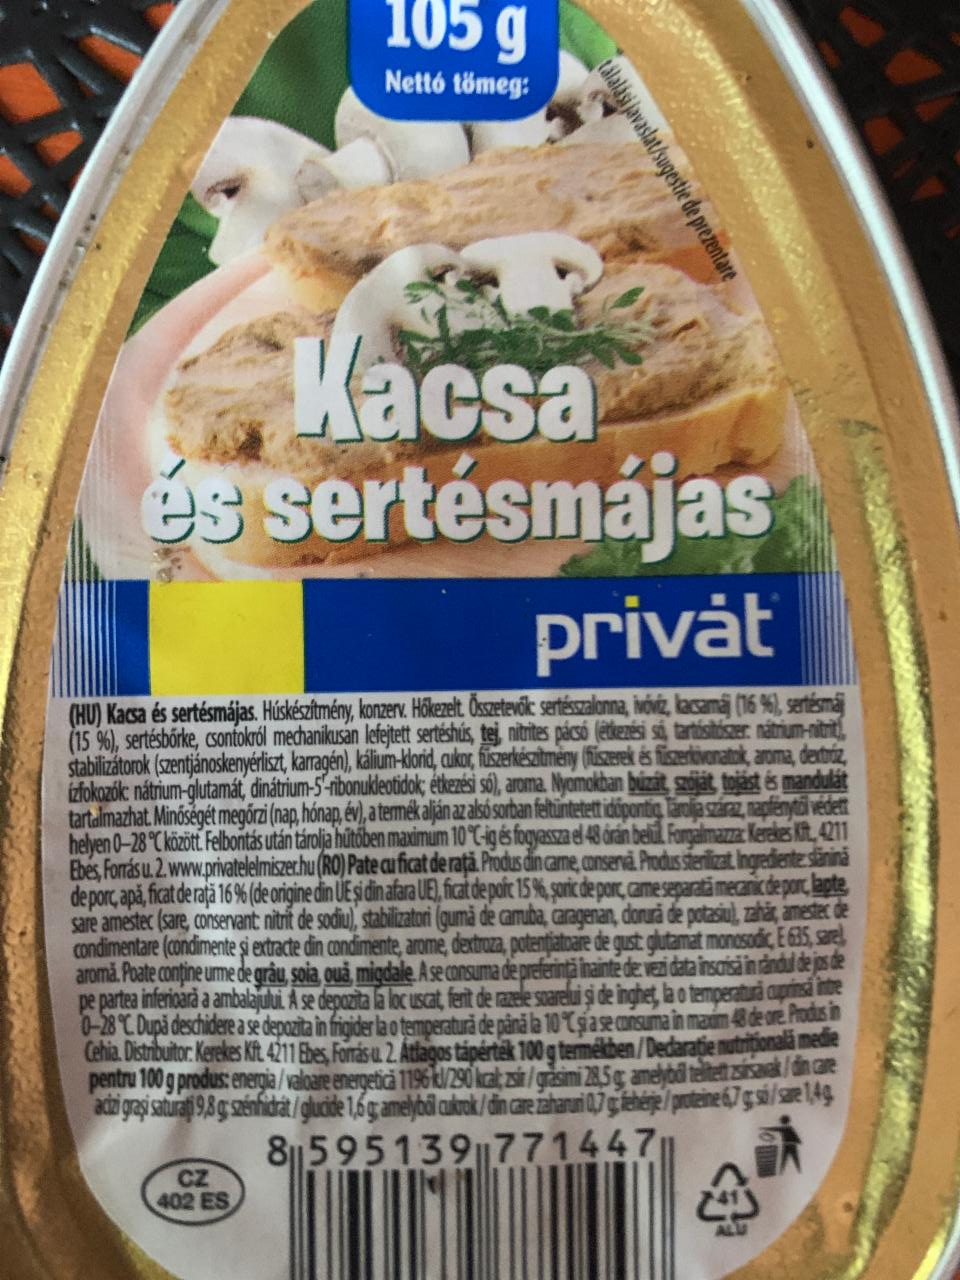 105 g
Nettó tömeg:
tálalási javaslat/sugestie de prezentare
Kacsa
és sertésmájas
privát
(HU) Kacsa és sertésmájas. Húskészítmény, konzerv. Hőkezelt. Összetevők: sertésszalonna, ivóvíz, kacsamáj (16 %), sertésmáj
(15 %), sertésbőrke, csontokról mechanikusan lefejtett sertéshús, tej, nitrites pácsó (étkezési só, tartósítószer: nátrium-nitrit),
stabilizátorok (szentjánoskenyérliszt, karragén), kálium-klorid, cukor, fűszerkészítmény (fűszerek és fűszerkivonatok, aroma, dextróz,
ízfokozók: nátrium-glutamát, dinátrium-5'-ribonukleotidok; étkezési só), aroma. Nyomokban búzát, szóját, tojást és mandulát
tartalmazhat. Minőségét megőrzi (nap, hónap, év), a termék alján az alsó sorban feltüntetett időpontig. Tárolja száraz, napfénytől védett
helyen 0–28 °C között. Felbontás után tárolja hűtőben maximum 10 °C-ig és fogyassza el 48 órán belül. Forgalmazza: Kerekes Kft., 4211
Ebes, Forrás u. 2. www.privatelelmiszer.hu (RO) Pate cu ficat de rață. Produs din carne, conservă. Produs sterilizat. Ingrediente: slănină
de porc, apă, ficat de rață 16 % (de origine din UE și din afara UE), ficat de porc 15 %, șoric de porc, carne separată mecanic de porc, lapte,
sare amestec (sare, conservant: nitrit de sodiu), stabilizatori (gumă de carruba, caragenan, clorură de potasiu), zahăr, amestec de
condimentare (condimente și extracte din condimente, arome, dextroza, potențiatoare de gust: glutamat monosodic, E 635, sare),
aromă. Poate conține urme de grâu, soia, ouă, migdale. A se consuma de preferință înainte de: vezi data înscrisă în rândul de jos de
pe partea inferioară a ambalajului. A se depozita la loc uscat, ferit de razele soarelui și de îngheț, la o temperatură cuprinsă între
0–28 °C. După deschidere a se depozita în frigider la o temperatură de până la 10 °C și a se consuma în maxim 48 de ore. Produs in
Cehia. Distribuitor: Kerekes Kft. 4211 Ebes, Forrás u. 2. Átlagos tápérték 100 g termékben / Declarație nutrițională medie
pentru 100 g produs: energia / valoare energetică 1196 kJ/290 kcal; zsír / grăsimi 28,5 g; amelyből telített zsírsavak / din care
acizi grași saturați 9,8 g; szénhidrát / glucide 1,6 g; amelyből cukrok / din care zaharuri 0,7 g; fehérje / proteine 6,7 g; só / sare 1,4 g.
8 595139 771447
CZ
402 ES
41
ALU